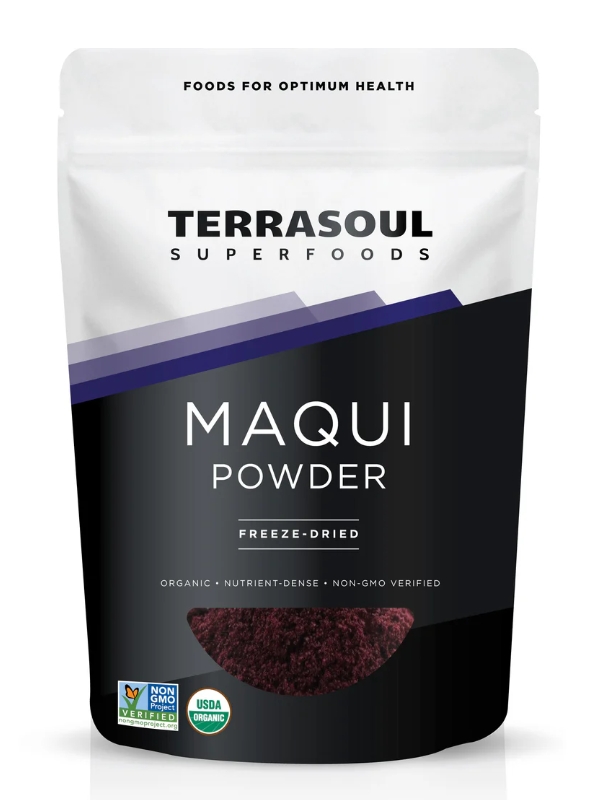 FOODS FOR OPTIMUM HEALTH
TERRASOUL
SUPERFOODS
MAQUI
POWDER
FREEZE-DRIED
ORGANIC • NUTRIENT-DENSE • NON-GMO VERIFIED
NON
GMO
Project
VERIFIED
nongmoproject.org
USDA
ORGANIC